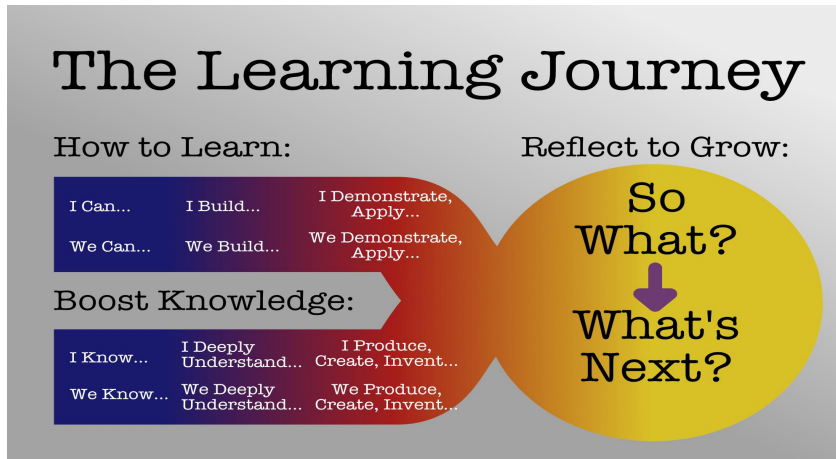 The Learning Journey
How to Learn:
I Can...
I Build...
I Demonstrate,
Apply...
We Can...
We Build...
We Demonstrate,
Apply...
Boost Knowledge:
I Know...
I Deeply
Understand...
I Produce,
Create, Invent...
We Know...
We Deeply
Understand...
We Produce,
Create, Invent...
Reflect to Grow:
So
What?
What's
Next?